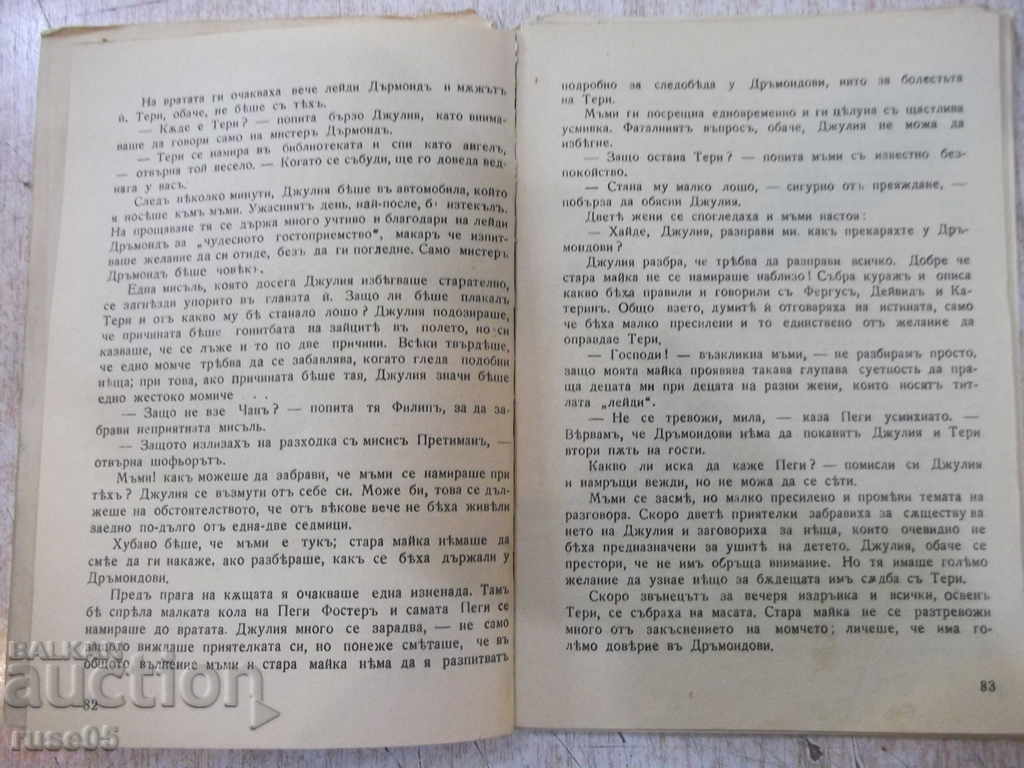 На вратата ги очакваха вече лейди Дърмондъ и мѫжътъ
й. Тери, обаче, не бѣше съ тѣхъ.
— Кѫде е Тери? — попита бързо Джулия, като внима-
ваше да говори само на мистеръ Дърмондъ.
— Тери се намира въ библиотеката и спи като ангелъ,
— отвърна той весело. — Когато се събуди, ще го доведа вед-
нага у васъ.
Следъ нѣколко минути, Джулия бѣше въ автомобила, който
я носѣше къмъ мъми. Ужасниятъ день, най-после, бѣ изтекълъ.
На прощаване тя се държа много учтиво и благодари на лейди
Дръмондъ за „чудесното гостоприемство“, макаръ че изпит-
ваше желание да си отиде, безъ да ги погледне. Само мистеръ
Дръмондъ бѣше човѣкъ.
Една мисъль, която досега Джулия избѣгваше старателно,
се загнѣзди упорито въ главата й. Защо ли бѣше плакалъ
Тери и отъ какво му бѣ станало лошо? Джулия подозираше,
че причината бѣше гонитбата на зайцитѣ въ полето, но си
казваше, че се лъже и то по две причини. Всѣки твърдѣше,
че едно момче трѣбва да се забавлява, когато гледа подобни
нѣща; при това, ако причината бѣше тая, Джулия значи бѣше
едно жестоко момиче . .
— Защо не взе Чанъ? — попита тя Филипъ, за да за-
брави неприятната мисъль.
— Защото излизахъ на разходка съ мисисъ Претиманъ, —
отвърна шофьорътъ.
Мъми! какъ можеше да забрави, че мъми се намираше при
тѣхъ? Джулия се възмути отъ себе си. Може би, това се дъл-
жеше на обстоятелството, че отъ вѣкове вече не бѣха живѣли
заедно по-дълго отъ една-две седмици.
Хубаво бѣше, че мъми е тукъ; стара майка нѣмаше да
смѣе да ги накаже, ако разбѣраше, какъ се бѣха държали у
Дръмондови.
Предъ прага на кѫщата я очакваше една изненада. Тамъ
бѣ спрѣла малката кола на Пеги Фостеръ и самата Пеги се
намираше до вратата. Джулия много се зарадва, — не само
защото виждаше приятелката си, но понеже смѣташе, че въ
общото вълнение мъми и стара майка нѣма да я разпитватъ
82
подробно за следобѣда у Дръмондови, нито за болестьта
на Тери.
Мъми ги посрещна едновременно и ги целуна съ щастлива
усмивка. Фаталниятъ въпросъ, обаче, Джулия не можа да
избѣгне.
— Защо остана Тери? — попита мъми съ известно без-
покойство.
— Стана му малко лошо, — сигурно отъ преяждане, —
побърза да обясни Джулия.
Дветѣ жени се спогледаха и мъми настоя:
— Хайде, Джулия, разправи ми какъ прекарахте у Дръ-
мондови?
Джулия разбра, че трѣбва да разправи всичко. Добре че
стара майка не се намираше наблизо! Събра куражъ и описа
какво бѣха правили и говорили съ Фергусъ, Дейвидъ и Ка-
теринъ. Общо взето, думитѣ й отговаряха на истината, само
че бѣха малко пресилени и то единствено отъ желание да
оправдае Тери.
— Господи! — възкликна мъми, — не разбирамъ просто,
защо моята майка проявява такава глупава суетность да пра-
ща децата ми при децата на разни жени, които носятъ тит-
лата „лейди“.
— Не се тревожи, мила, — каза Пеги усмихнато. —
Вѣрвамъ, че Дръмондови нѣма да поканятъ Джулия и Тери
втори пѫть на гости.
Какво ли иска да каже Пеги? — помисли си Джулия
и намръщи вежди, но не можа да се сѣти.
Мъми се засмѣ, но малко пресилено и промѣни темата на
разговора. Скоро дветѣ приятелки забравиха за сѫществува
нето на Джулия и заговориха за нѣща, които очевидно не
бѣха предназначени за ушитѣ на детето. Джулия, обаче се
престори, че не имъ обръща внимание. Но тя имаше голѣмо
желание да узнае нѣщо за бѫдещата имъ сѫдба съ Тери.
Скоро звънецътъ за вечеря издрънка и всички, освенъ
Тери, се събраха на масата. Стара майка не се разтревожи
много отъ закъснението на момчето; личеше, че има го-
лѣмо довѣрие въ Дръмондови.
83
BALKAN
auction
ruse05